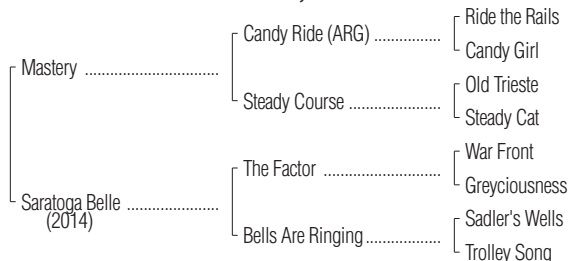 Ride the Rails
Candy Ride (ARG) ................
Candy Girl
Mastery ................................
Old Trieste
Steady Course ......................
Steady Cat
War Front
The Factor ............................
Greyciousness
Saratoga Belle ......................
(2014)
Sadler's Wells
Bells Are Ringing ..................
Trolley Song